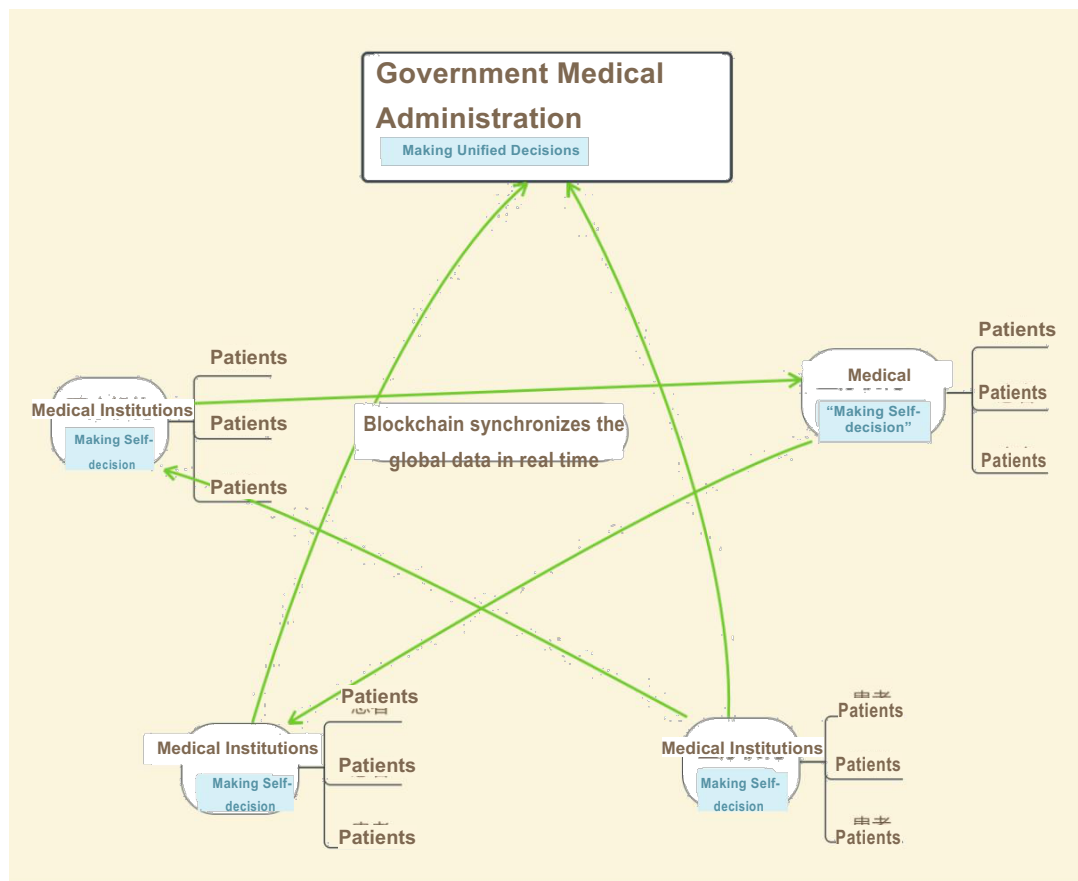 Government Medical
Administration
Making Unified Decisions
Patients
Medical Institutions
Patients
Making Self-
decision
Patients
Blockchain synchronizes the
global data in real time
Patients
Medical
Patients
“Making Self-
decision”
Patients
Patients
Medical Institutions
Patients
Making Self-
decision
Patients
Patients
Medical Institutions
Patients
Making Self-
decision
Patients